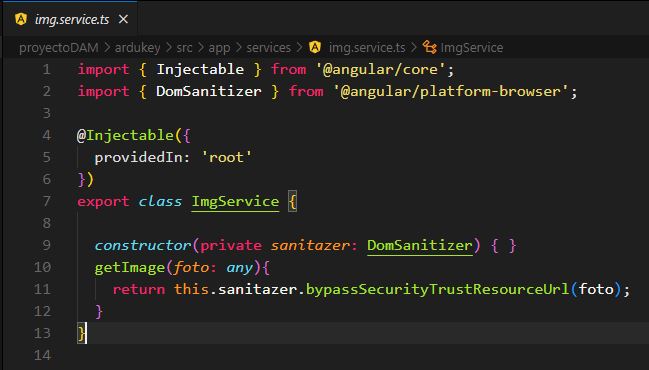 img.service.ts
proyectoDAM > ardukey > src > app > services > img.service.ts > ImgService
1 import { Injectable } from '@angular/core';
2 import { DomSanitizer } from '@angular/platform-browser';
3
4 @Injectable({
5   providedIn: 'root'
6 })
7 export class ImgService {
8
9   constructor(private sanitazer: DomSanitizer) { }
10   getImage(foto: any){
11     return this.sanitazer.bypassSecurityTrustResourceUrl(foto);
12   }
13 }
14